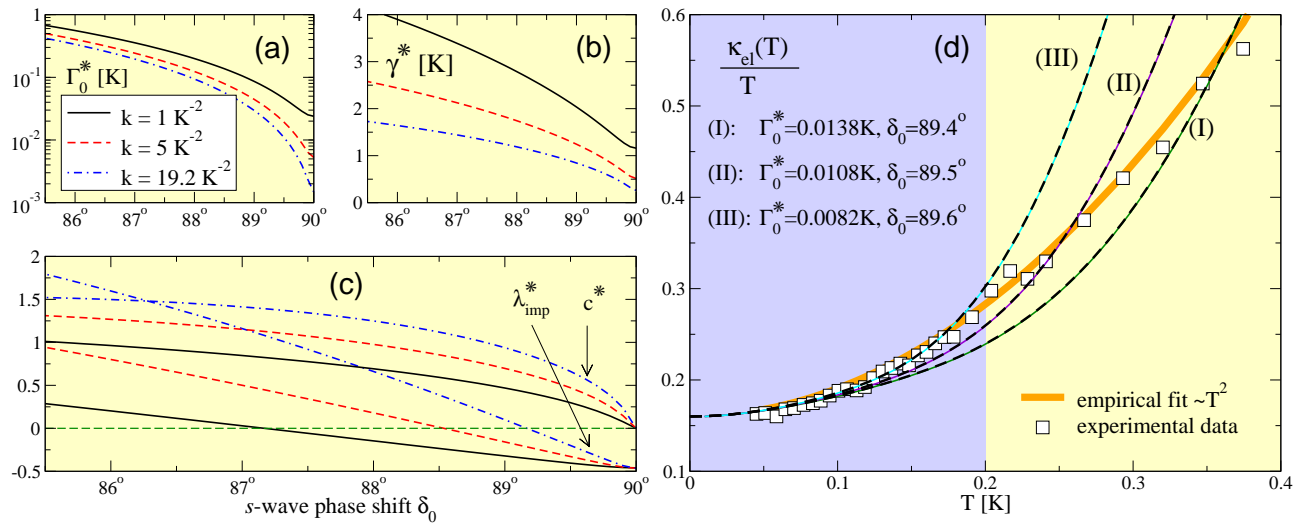 (a)
Γ₀* [K]
k = 1 K⁻²
k = 5 K⁻²
k = 19.2 K⁻²
1
10⁻¹
10⁻²
10⁻³
86° 87° 88° 89° 90°
(b)
γ* [K]
4
3
2
1
0
86° 87° 88° 89° 90°
(c)
λ*imp
c*
2
1.5
1
0.5
0
-0.5
86° 87° 88° 89° 90°
s-wave phase shift δ₀
(d)
κel(T)
T
(I): Γ₀*=0.0138K, δ₀=89.4°
(II): Γ₀*=0.0108K, δ₀=89.5°
(III): Γ₀*=0.0082K, δ₀=89.6°
(III)
(II)
(I)
empirical fit ~T²
experimental data
0.6
0.5
0.4
0.3
0.2
0.1
0 0.1 0.2 0.3 0.4
T [K]